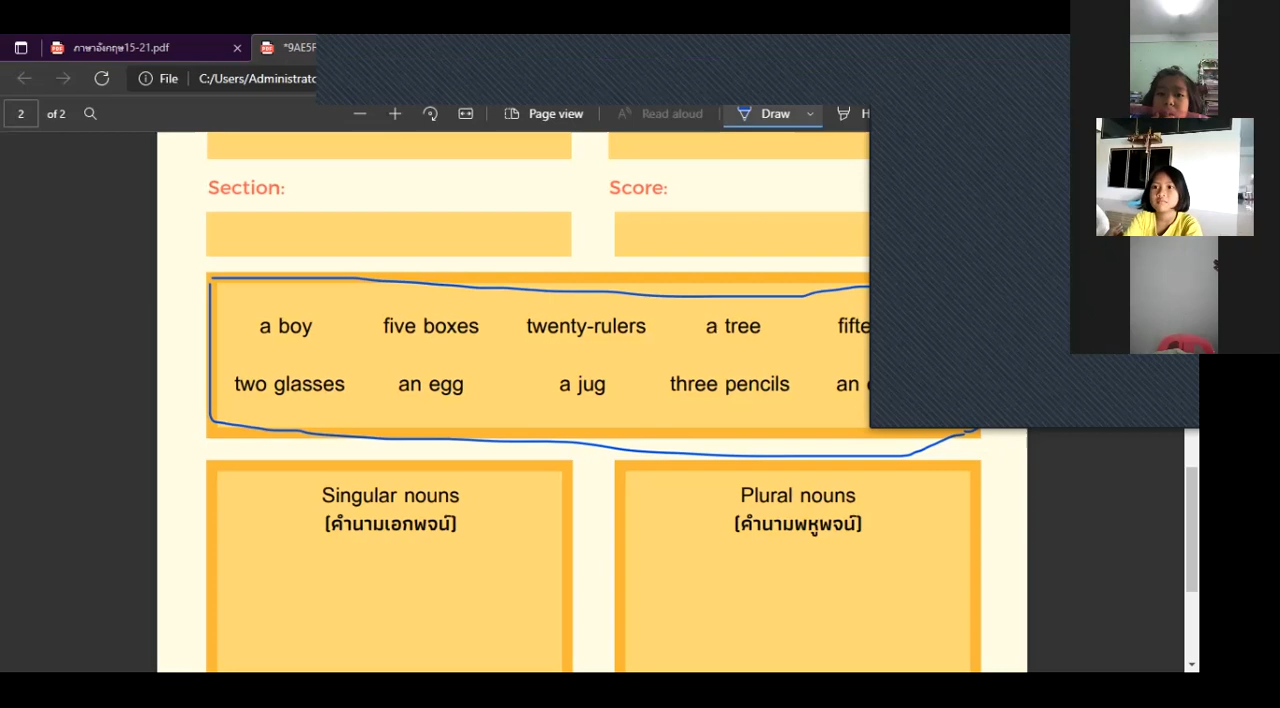 ภาษาอังกฤษ15-21.pdf
File
C:/Users/Administrato
2 of 2
Page view
Read aloud
Draw
Section:
Score:
a boy five boxes twenty-rulers a tree
two glasses an egg a jug three pencils an
Singular nouns
Plural nouns
(คำนามเอกพจน์)
(คำนามพหูพจน์)